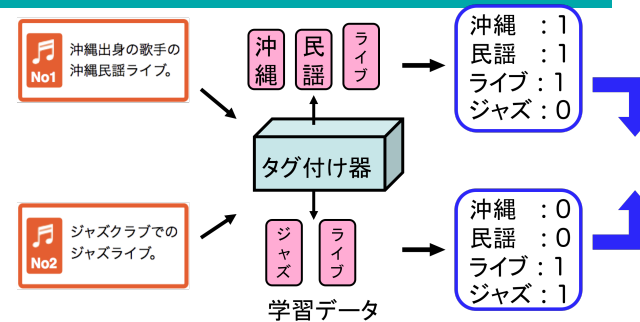 No1
沖縄出身の歌手の
沖縄民謡ライブ。
沖縄
民謡
ライブ
沖縄 : 1
民謡 : 1
ライブ : 1
ジャズ : 0
タグ付け器
No2
ジャズクラブでの
ジャズライブ。
ジャズ
ライブ
沖縄 : 0
民謡 : 0
ライブ : 1
ジャズ : 1
学習データ